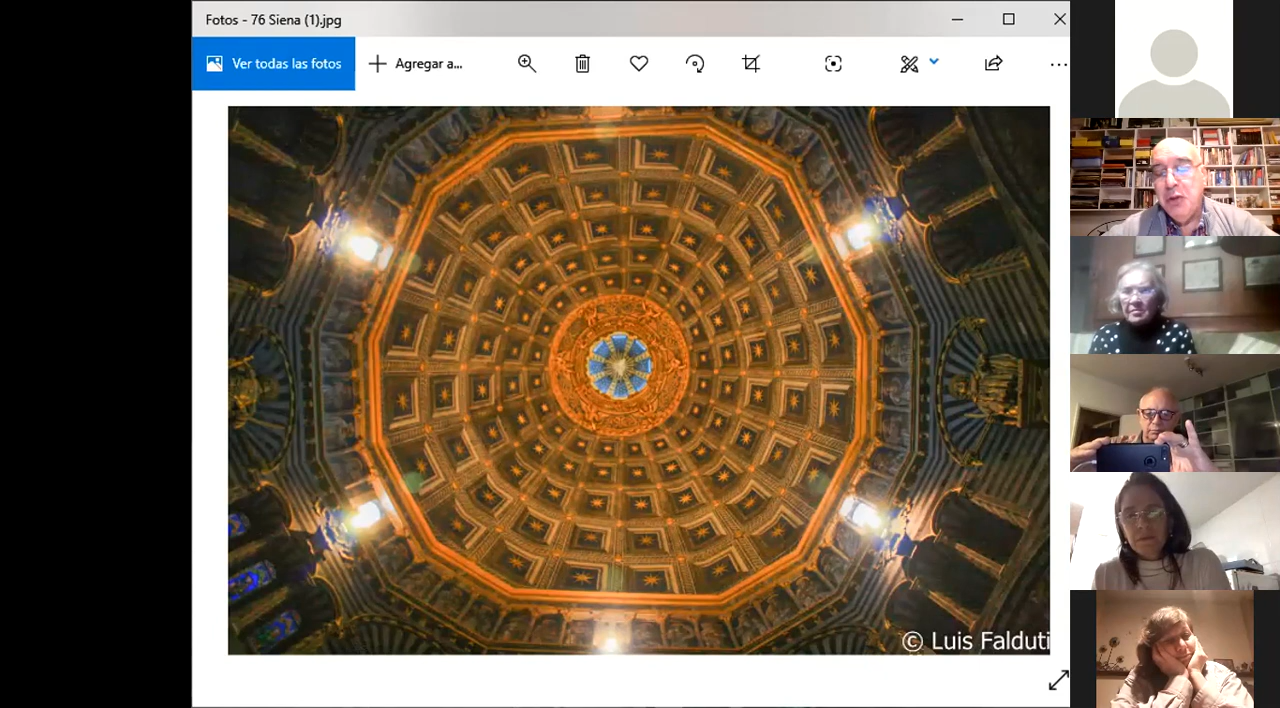 Fotos - 76 Siena (1).jpg
Ver todas las fotos
Agregar a...
© Luis Falduti